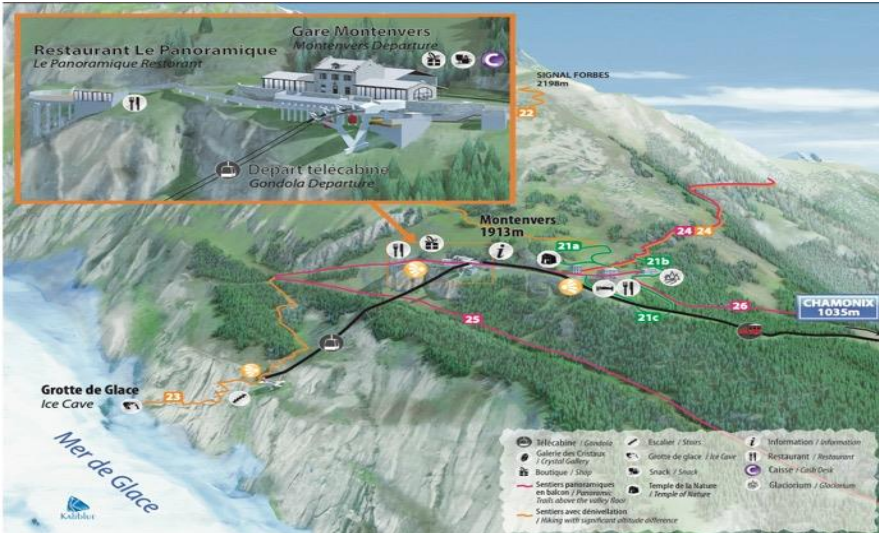 Gare Montenvers
Montenvers Departure
Restaurant Le Panoramique
Le Panoramique Restorant
Départ télécabine
Gondola Departure
SIGNAL FORBES
2198m
22
Montenvers
1913m
24 24
21a
21b
26
CHAMONIX
1035m
25
21c
Grotte de Glace
Ice Cave
23
Mer de Glace
Kaliblue
Télécabine / Gondola
Galerie des Cristaux
/ Crystal Gallery
Boutique / Shop
Sentiers panoramiques
en balcon / Panoramic
Trails above the valley floor
Sentiers avec dénivellation
/ Hiking with significant altitude difference
Escalier / Stairs
Grotte de glace / Ice Cave
Snack / Snack
Temple de la Nature
/ Temple of Nature
Information / Information
Restaurant / Restaurant
Caisse / Cash Desk
Glaciorium / Glaciorium